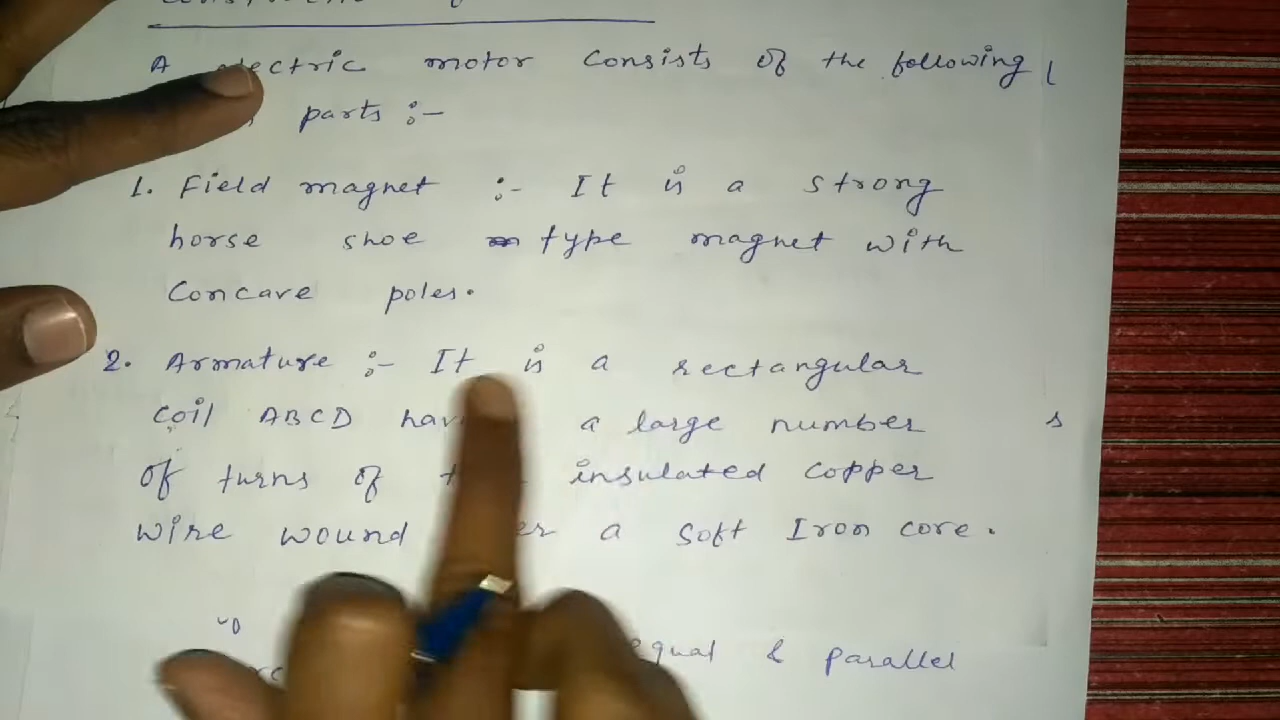 A electric motor consists of the following
parts :-
1. Field magnet :- It is a strong
horse shoe type magnet with
concave poles.
2. Armature :- It is a rectangular
coil ABCD a large number
of turns of insulated copper
wire wound a soft Iron core.
equal & parallel